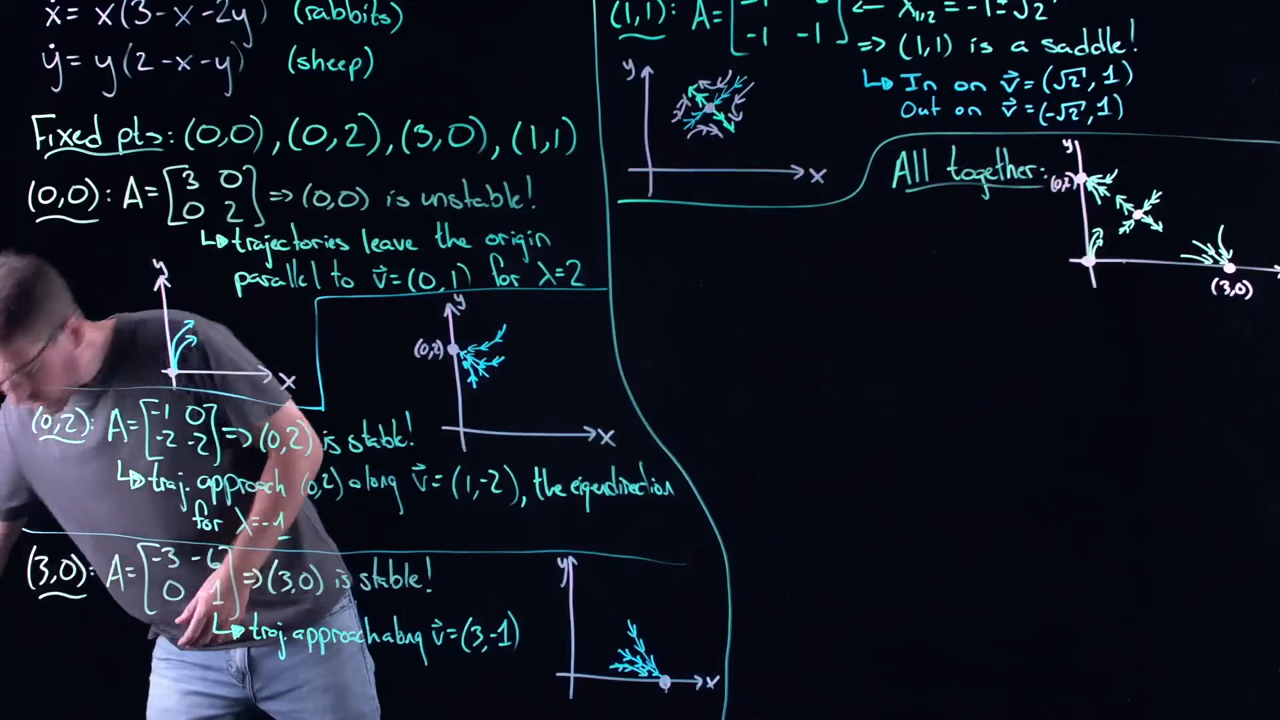 ẋ = x(3-x-2y) (rabbits)
ẏ = y(2-x-y) (sheep)
Fixed pts: (0,0), (0,2), (3,0), (1,1)
(0,0): A = [3 0
0 2] => (0,0) is unstable!
↳ trajectories leave the origin
parallel to v⃗ = (0,1) for λ=2
y
x
(0,2)
y
x
(0,2): A = [-1 0
-2 -2] => (0,2) is stable!
↳ traj. approach (0,2) along v⃗ = (1,-2), the eigendirection
for λ=-1
(3,0): A = [-3 -6
0 -1] => (3,0) is stable!
↳ traj. approach along v⃗ = (3,-1)
y
x
(1,1): A = [-1
-1 -1] ← λ₁,₂ = -1±√2
=> (1,1) is a saddle!
↳ In on v⃗ = (√2, 1)
Out on v⃗ = (-√2, 1)
y
x
All together:
y
(0,2)
(3,0)